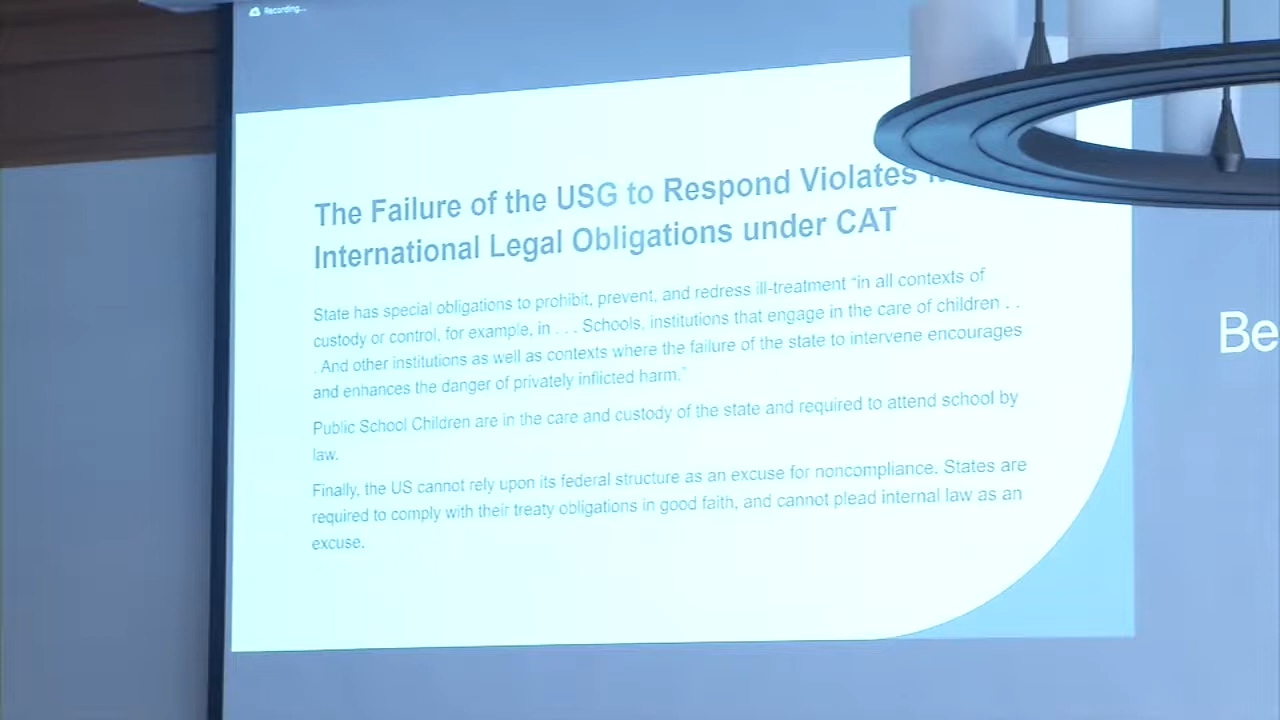 Recording...
The Failure of the USG to Respond Violates
International Legal Obligations under CAT
State has special obligations to prohibit, prevent, and redress ill-treatment “in all contexts of
custody or control, for example, in . . . Schools, institutions that engage in the care of children . .
. And other institutions as well as contexts where the failure of the state to intervene encourages
and enhances the danger of privately inflicted harm.”
Public School Children are in the care and custody of the state and required to attend school by
law.
Finally, the US cannot rely upon its federal structure as an excuse for noncompliance. States are
required to comply with their treaty obligations in good faith, and cannot plead internal law as an
excuse.
Be